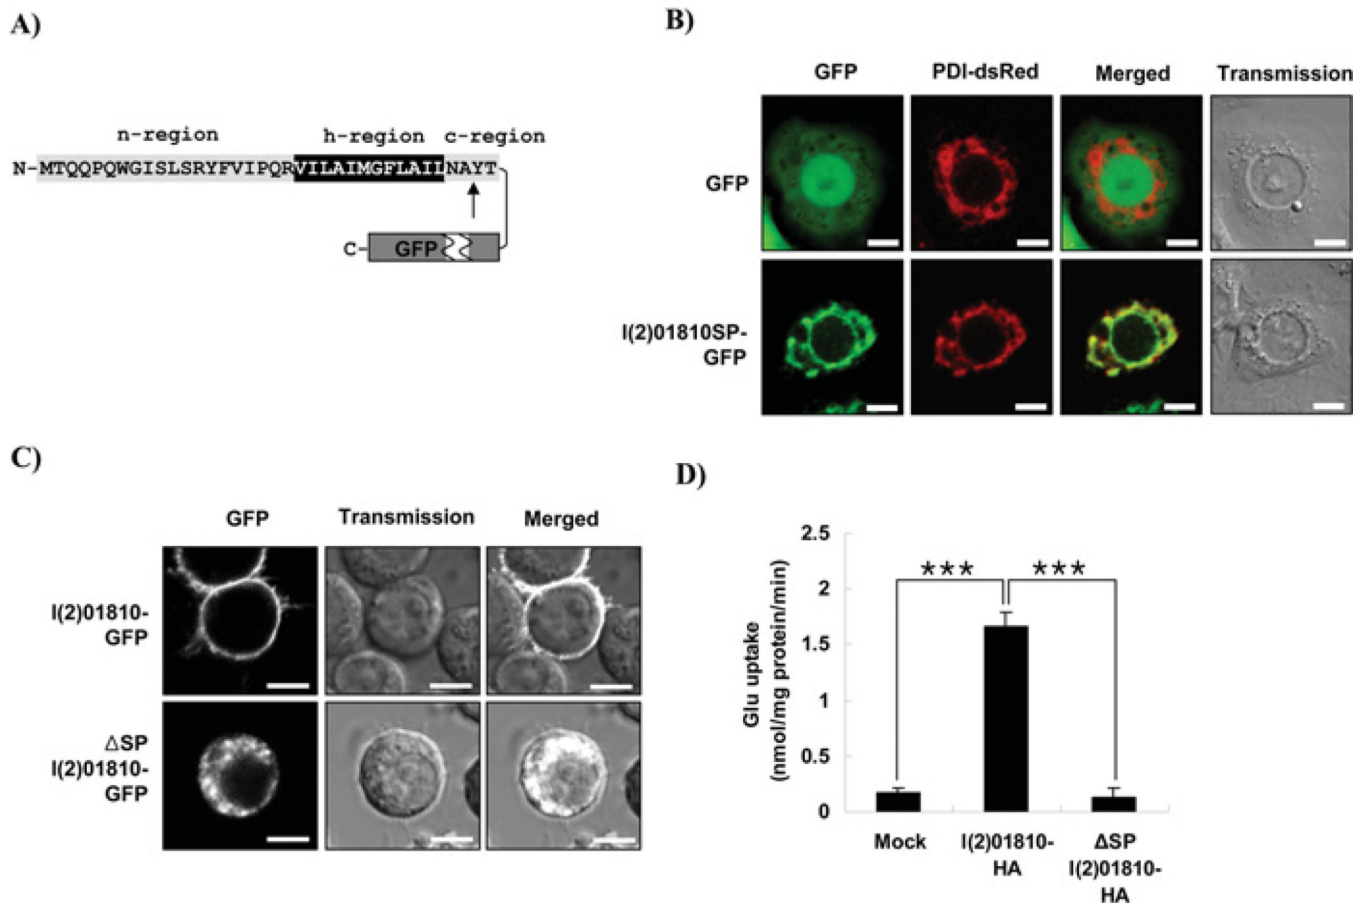 A)
n-region h-region c-region
N-MTQQPQWGISLSRYFVIPQRVILAIMGFLAILNAYT
C- GFP
B)
GFP PDI-dsRed Merged Transmission
GFP
l(2)01810SP-
GFP
C)
GFP Transmission Merged
l(2)01810-
GFP
ΔSP
l(2)01810-
GFP
D)
Glu uptake
(nmol/mg protein/min)
2.5
2
1.5
1
0.5
0
*** ***
Mock l(2)01810- ΔSP
HA l(2)01810-
HA